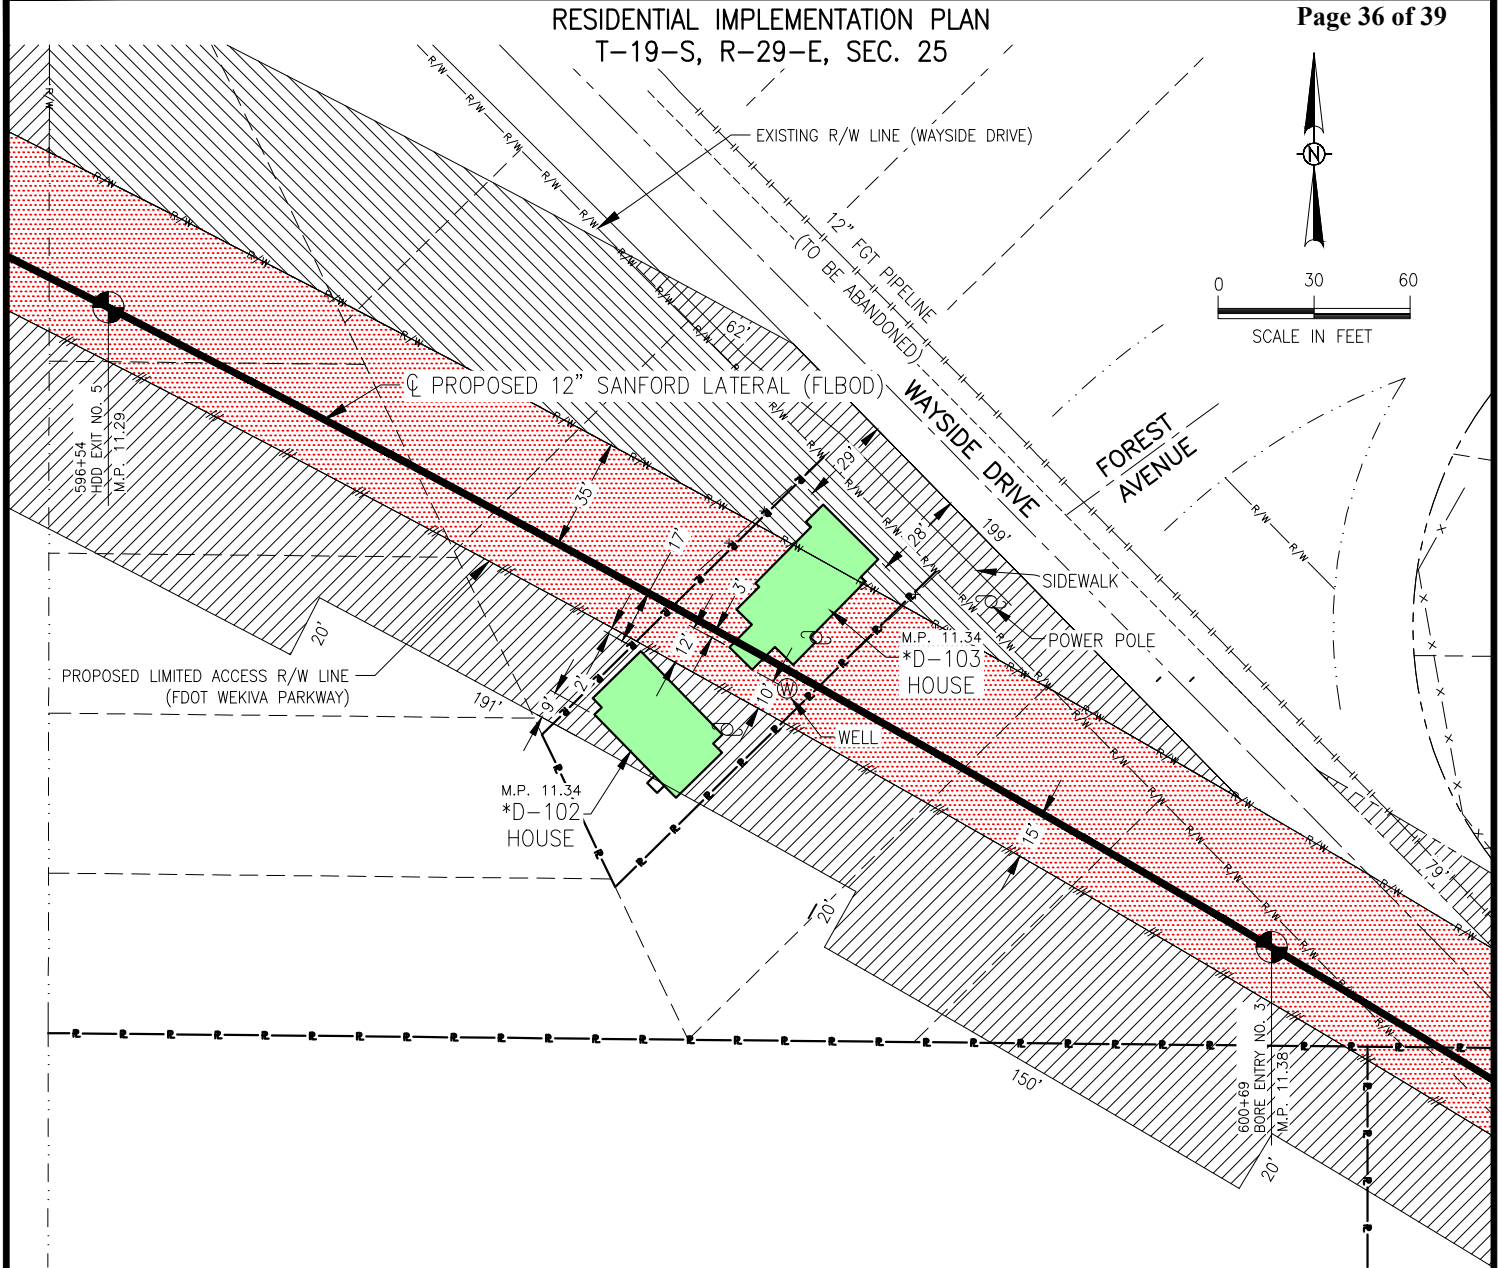 RESIDENTIAL IMPLEMENTATION PLAN
T-19-S, R-29-E, SEC. 25
Page 36 of 39
EXISTING R/W LINE (WAYSIDE DRIVE)
N
0 30 60
SCALE IN FEET
12" FGT PIPELINE
(TO BE ABANDONED)
WAYSIDE DRIVE
FOREST
AVENUE
62'
℄ PROPOSED 12" SANFORD LATERAL (FLBOD)
596+54
HDD EXIT NO. 5
M.P. 11.29
35'
17'
29'
28'
199'
3'
12'
10'
2'
9'
SIDEWALK
POWER POLE
M.P. 11.34
*D-103
HOUSE
W
WELL
PROPOSED LIMITED ACCESS R/W LINE
(FDOT WEKIVA PARKWAY)
20'
191'
M.P. 11.34
*D-102
HOUSE
15'
20'
79'
150'
600+69
BORE ENTRY NO. 3
M.P. 11.38
20'
R/W
R/W
R/W
R/W
R/W
R/W
R/W
R/W
R/W
R/W